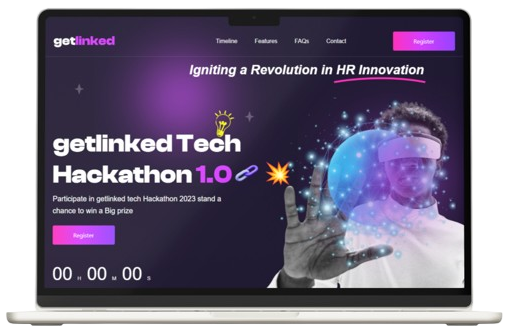 getlinked
Timeline Features FAQs Contact
Register
Igniting a Revolution in HR Innovation
getlinked Tech
Hackathon 1.0
Participate in getlinked tech Hackathon 2023 stand a
chance to win a Big prize
Register
00 H 00 M 00 S